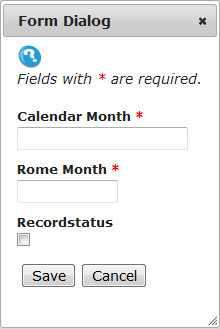 Form Dialog
Fields with * are required.
Calendar Month *
Rome Month *
Recordstatus
Save Cancel